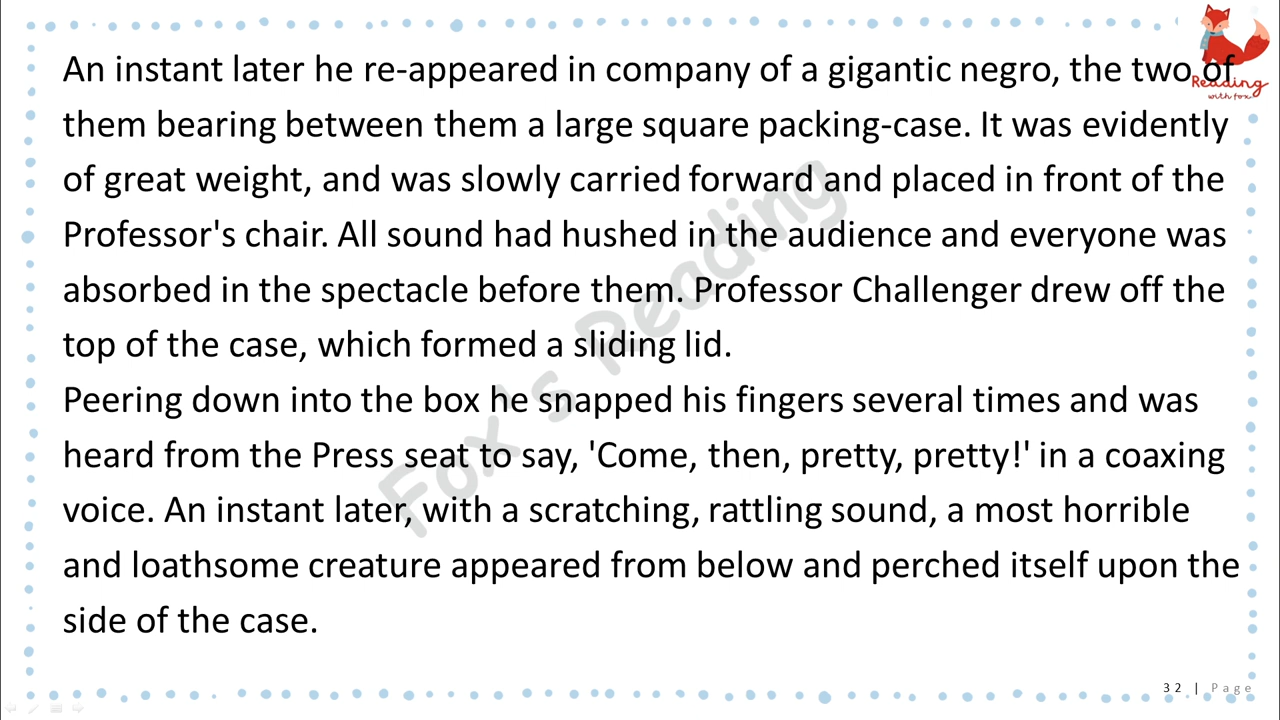 An instant later he re-appeared in company of a gigantic negro, the two of
them bearing between them a large square packing-case. It was evidently
of great weight, and was slowly carried forward and placed in front of the
Professor's chair. All sound had hushed in the audience and everyone was
absorbed in the spectacle before them. Professor Challenger drew off the
top of the case, which formed a sliding lid.
Peering down into the box he snapped his fingers several times and was
heard from the Press seat to say, 'Come, then, pretty, pretty!' in a coaxing
voice. An instant later, with a scratching, rattling sound, a most horrible
and loathsome creature appeared from below and perched itself upon the
side of the case.
Reading
with fox
Fox's Reading
32 | Page